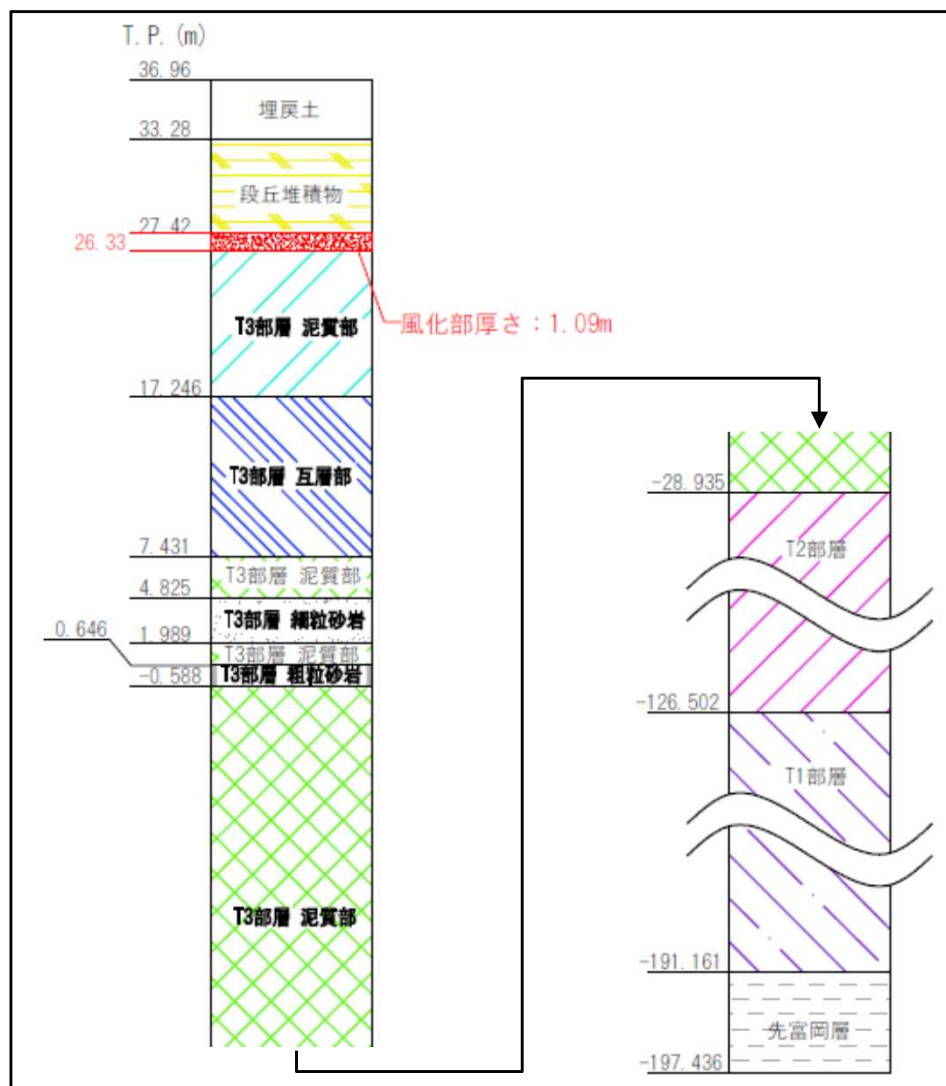 T.P.(m)
36.96
埋戻土
33.28
段丘堆積物
27.42
26.33
風化部厚さ：1.09m
T3部層 泥質部
17.246
T3部層 互層部
7.431
T3部層 泥質部
4.825
T3部層 細粒砂岩
1.989
T3部層 泥質部
0.646
T3部層 粗粒砂岩
-0.588
T3部層 泥質部
-28.935
T2部層
-126.502
T1部層
-191.161
先富岡層
-197.436